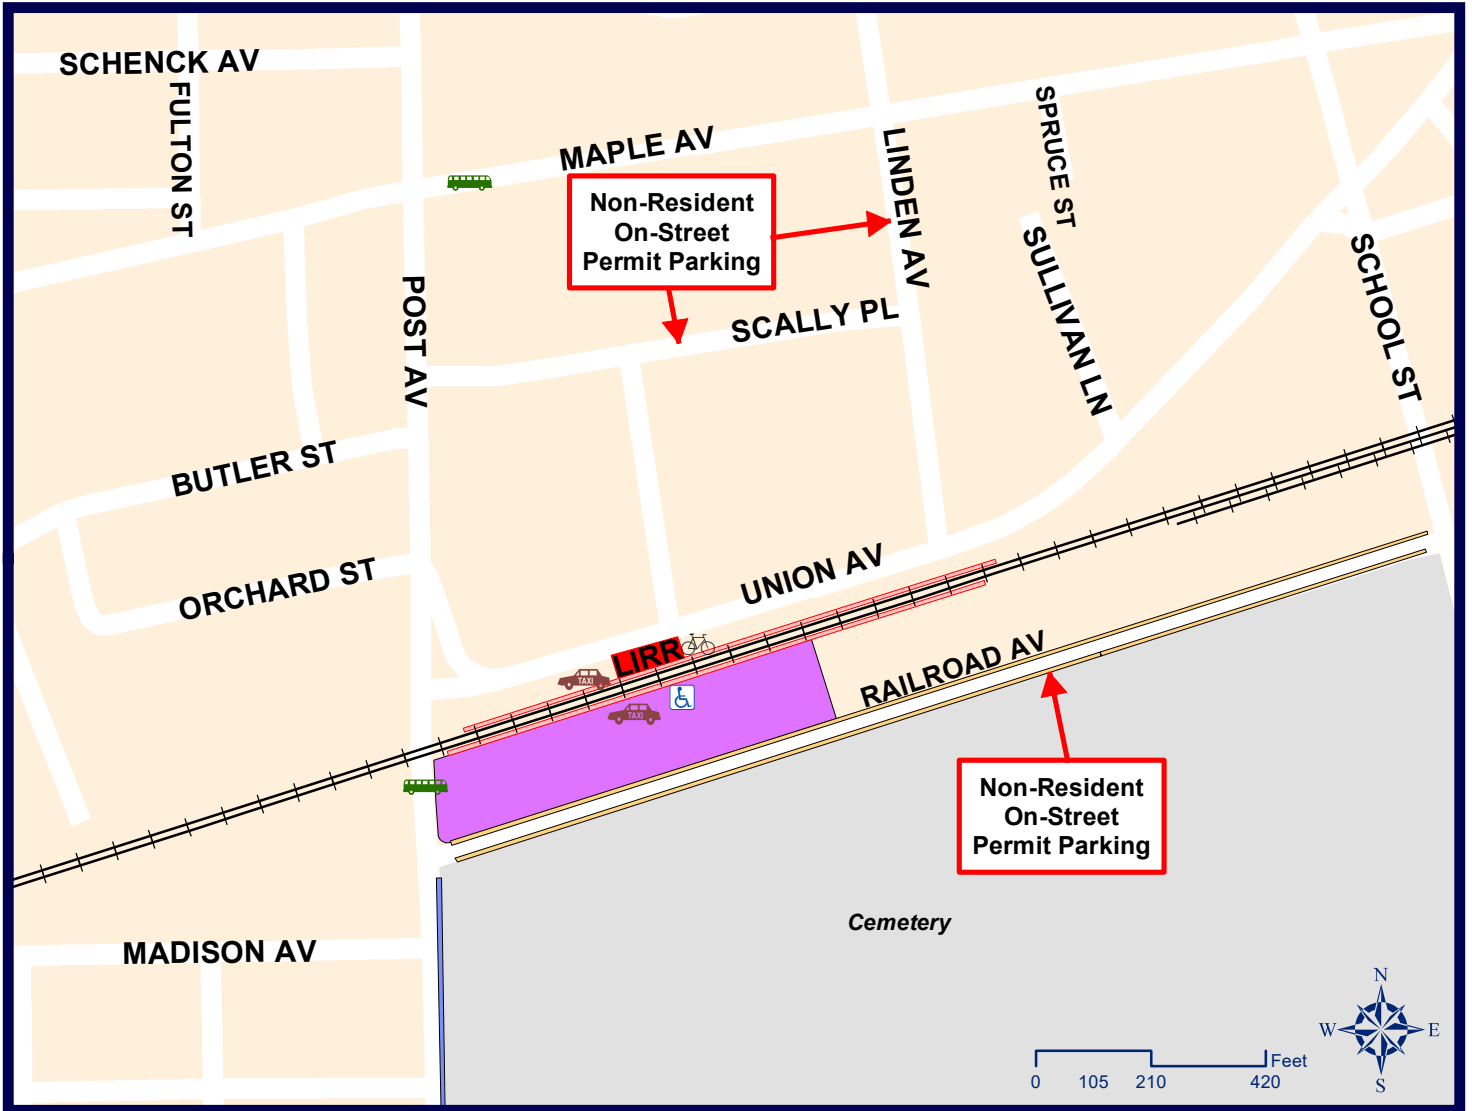 SCHENCK AV
FULTON ST
MAPLE AV
SPRUCE ST
LINDEN AV
Non-Resident
On-Street
Permit Parking
SULLIVAN LN
SCHOOL ST
POST AV
SCALLY PL
BUTLER ST
ORCHARD ST
UNION AV
LIRR
TAXI
TAXI
RAILROAD AV
Non-Resident
On-Street
Permit Parking
Cemetery
MADISON AV
N
W
E
S
Feet
0 105 210 420